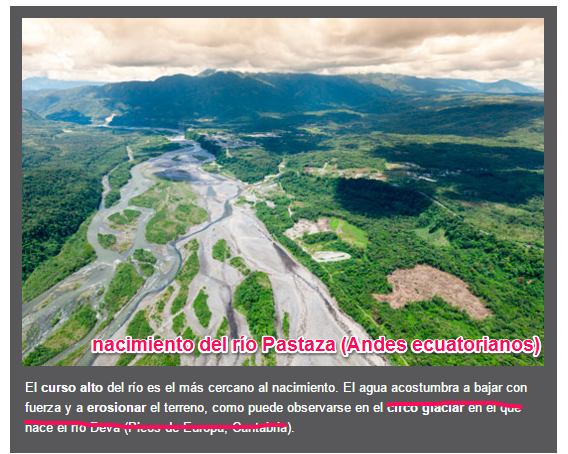 nacimiento del río Pastaza (Andes ecuatorianos)
El curso alto del río es el más cercano al nacimiento. El agua acostumbra a bajar con
fuerza y a erosionar el terreno, como puede observarse en el circo glaciar en el que
nace el río Deva (Picos de Europa, Cantabria).